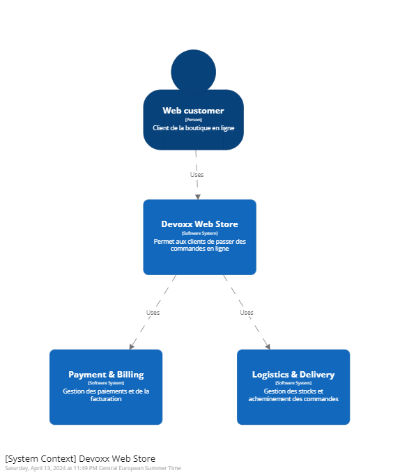 Web customer
[Person]
Client de la boutique en ligne
Uses
Devoxx Web Store
[Software System]
Permet aux clients de passer des
commandes en ligne
Uses
Uses
Payment & Billing
[Software System]
Gestion des paiements et de la
facturation
Logistics & Delivery
[Software System]
Gestion des stocks et
acheminement des commandes
[System Context] Devoxx Web Store
Saturday, April 13, 2024 at 11:39 PM Central European Summer Time